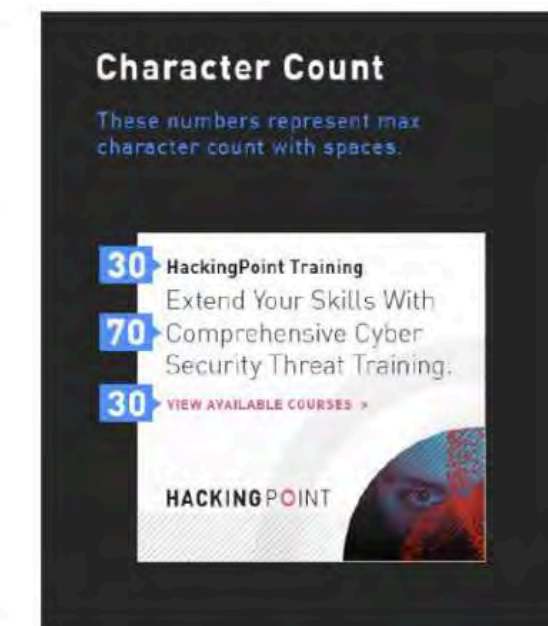 Character Count
These numbers represent max
character count with spaces.
30 HackingPoint Training
Extend Your Skills With
70 Comprehensive Cyber
Security Threat Training.
30 VIEW AVAILABLE COURSES >
HACKINGPOINT